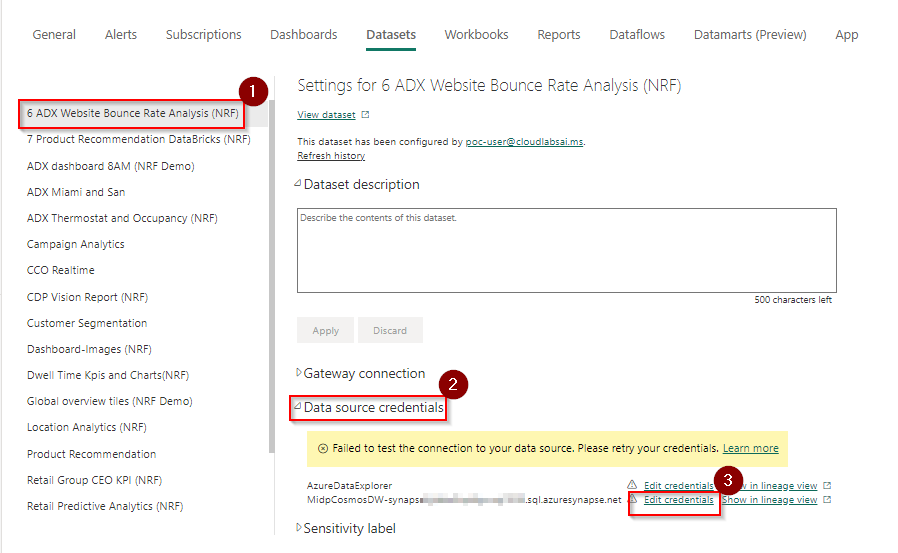 General Alerts Subscriptions Dashboards Datasets Workbooks Reports Dataflows Datamarts (Preview) App
1
6 ADX Website Bounce Rate Analysis (NRF)
7 Product Recommendation DataBricks (NRF)
ADX dashboard 8AM (NRF Demo)
ADX Miami and San
ADX Thermostat and Occupancy (NRF)
Campaign Analytics
CCO Realtime
CDP Vision Report (NRF)
Customer Segmentation
Dashboard-Images (NRF)
Dwell Time Kpis and Charts(NRF)
Global overview tiles (NRF Demo)
Location Analytics (NRF)
Product Recommendation
Retail Group CEO KPI (NRF)
Retail Predictive Analytics (NRF)
Settings for 6 ADX Website Bounce Rate Analysis (NRF)
View dataset
This dataset has been configured by poc-user@cloudlabsai.ms.
Refresh history
Dataset description
Describe the contents of this dataset.
500 characters left
Apply Discard
Gateway connection
2
Data source credentials
Failed to test the connection to your data source. Please retry your credentials. Learn more
3
AzureDataExplorer Edit credentials Show in lineage view
MidpCosmosDW-synapse .sql.azuresynapse.net Edit credentials Show in lineage view
Sensitivity label